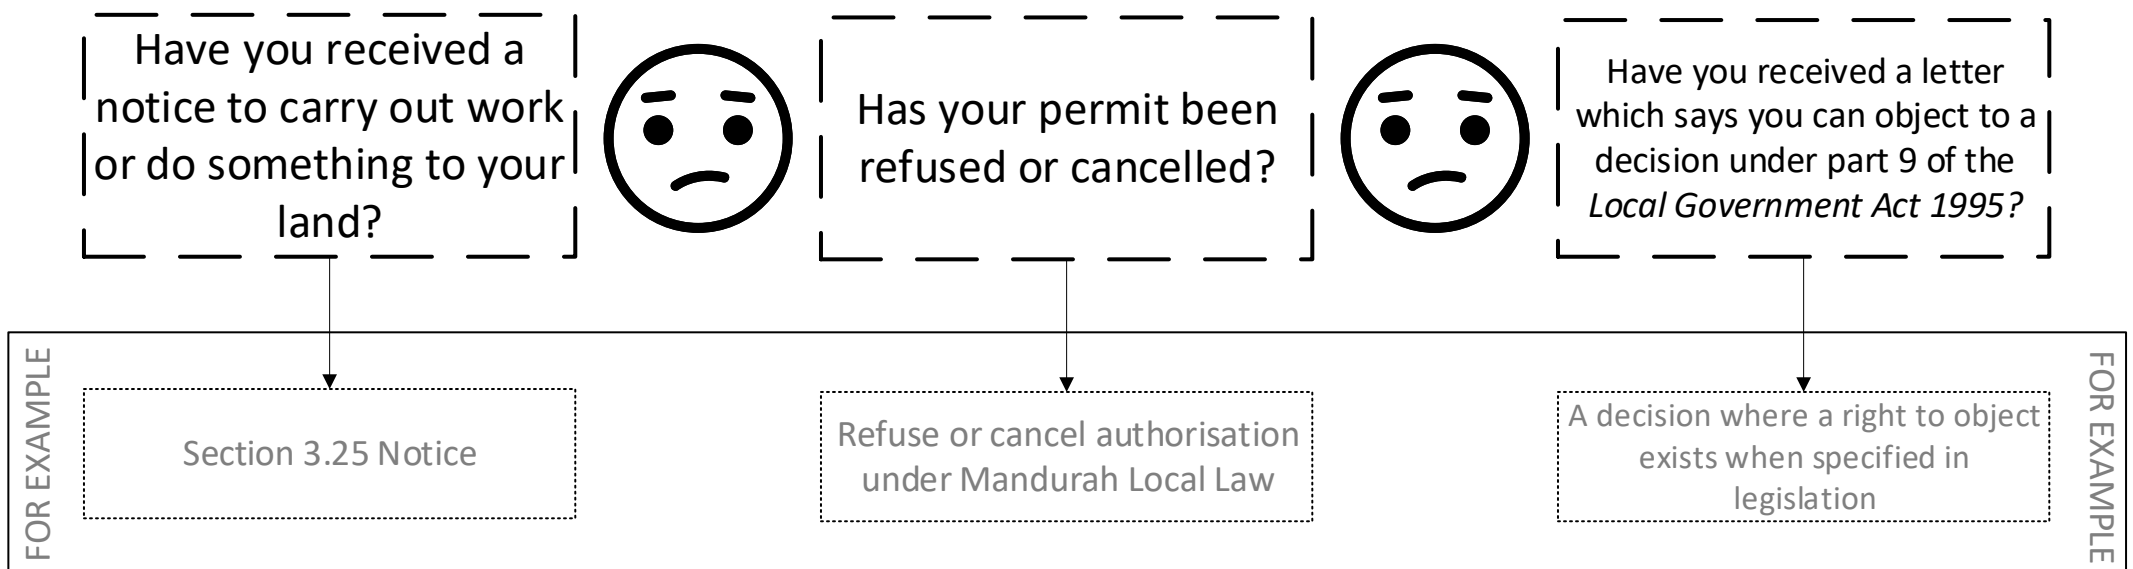 Have you received a
notice to carry out work
or do something to your
land?
Has your permit been
refused or cancelled?
Have you received a letter
which says you can object to a
decision under part 9 of the
Local Government Act 1995?
FOR EXAMPLE
Section 3.25 Notice
Refuse or cancel authorisation
under Mandurah Local Law
A decision where a right to object
exists when specified in
legislation
FOR EXAMPLE